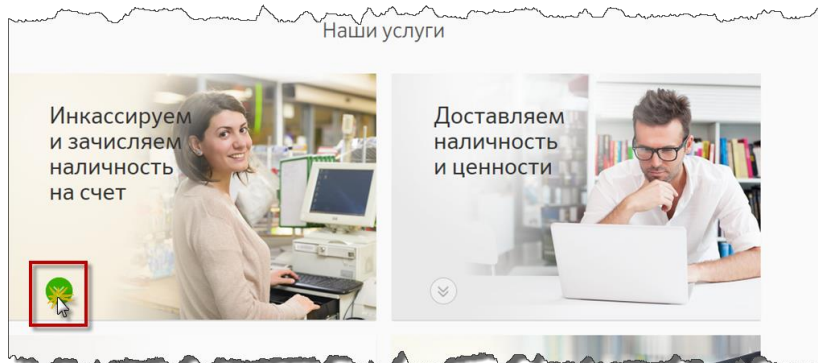 Наши услуги
Инкассируем
и зачисляем
наличность
на счет
Доставляем
наличность
и ценности